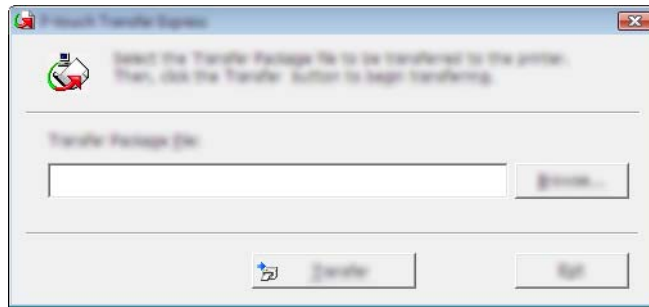 P-touch Transfer Express
Select the Transfer Package file to be transferred to the printer.
Then, click the Transfer button to begin transferring.
Transfer Package File:
Browse...
Transfer
Exit